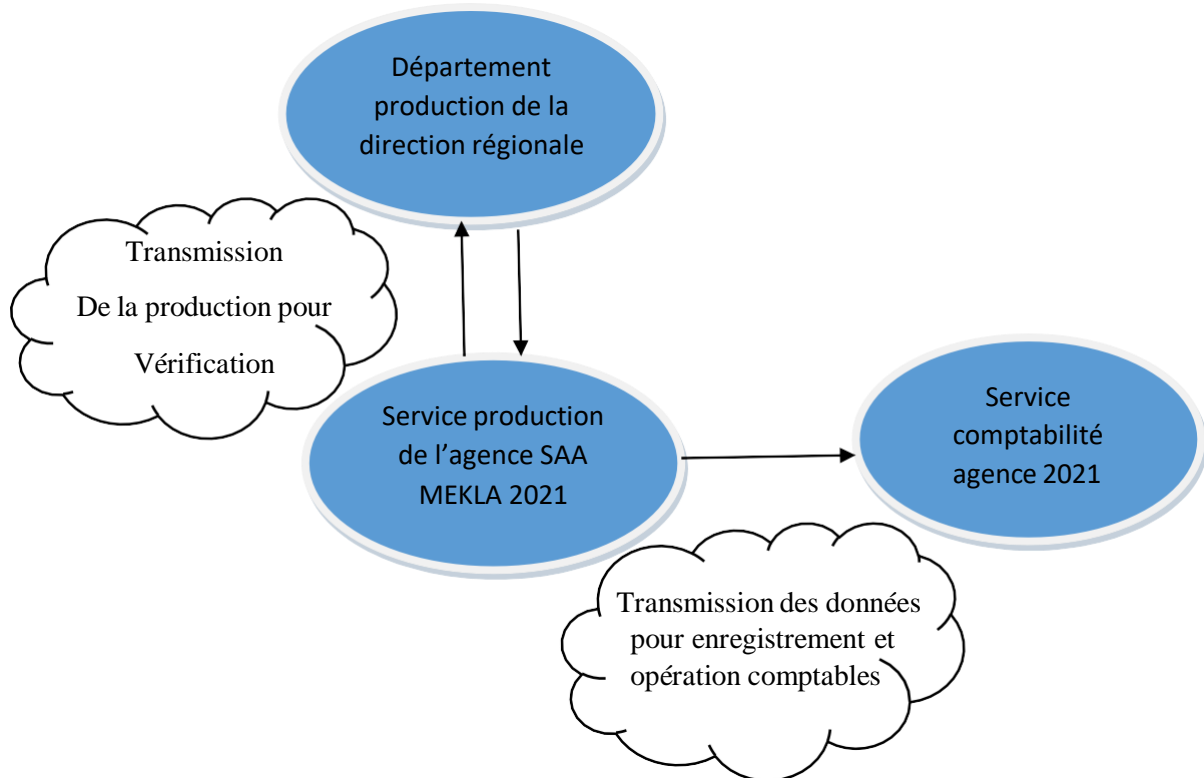 Département
production de la
direction régionale
Transmission
De la production pour
Vérification
Service production
de l'agence SAA
MEKLA 2021
Service
comptabilité
agence 2021
Transmission des données
pour enregistrement et
opération comptables